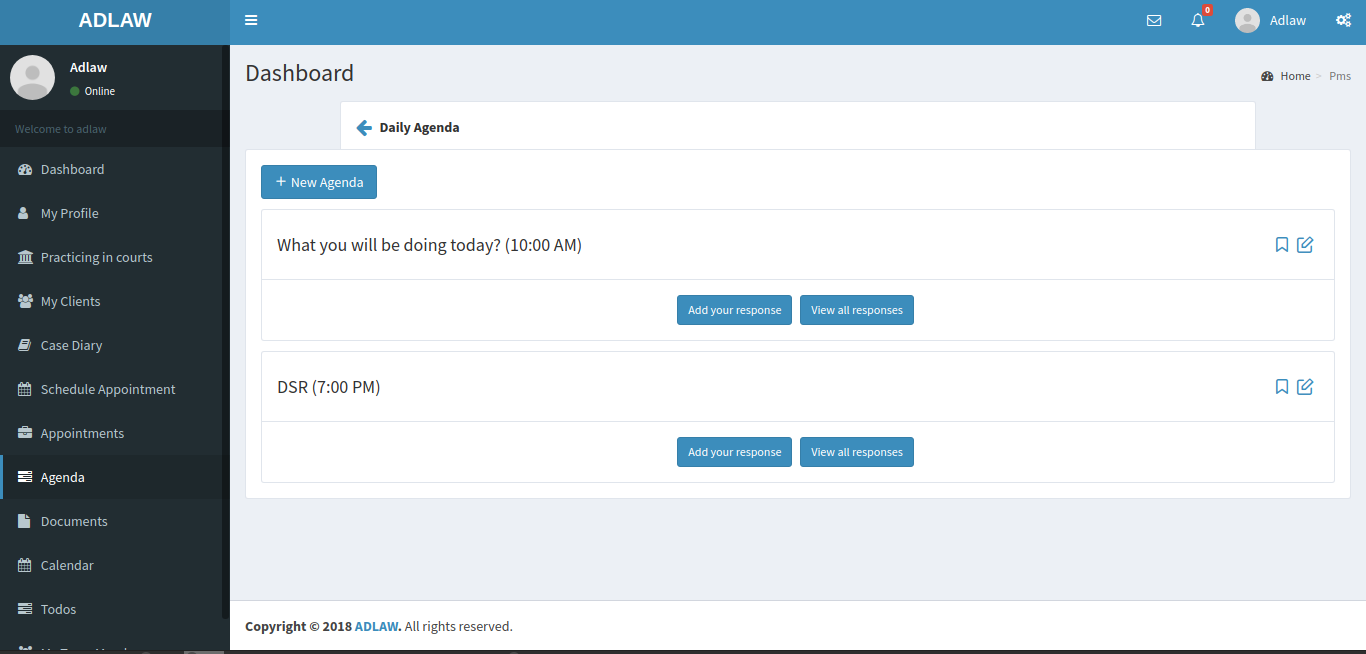 ADLAW
0
Adlaw
Adlaw
Online
Welcome to adlaw
Dashboard
My Profile
Practicing in courts
My Clients
Case Diary
Schedule Appointment
Appointments
Agenda
Documents
Calendar
Todos
Dashboard
Home > Pms
Daily Agenda
+ New Agenda
What you will be doing today? (10:00 AM)
Add your response View all responses
DSR (7:00 PM)
Add your response View all responses
Copyright © 2018 ADLAW. All rights reserved.